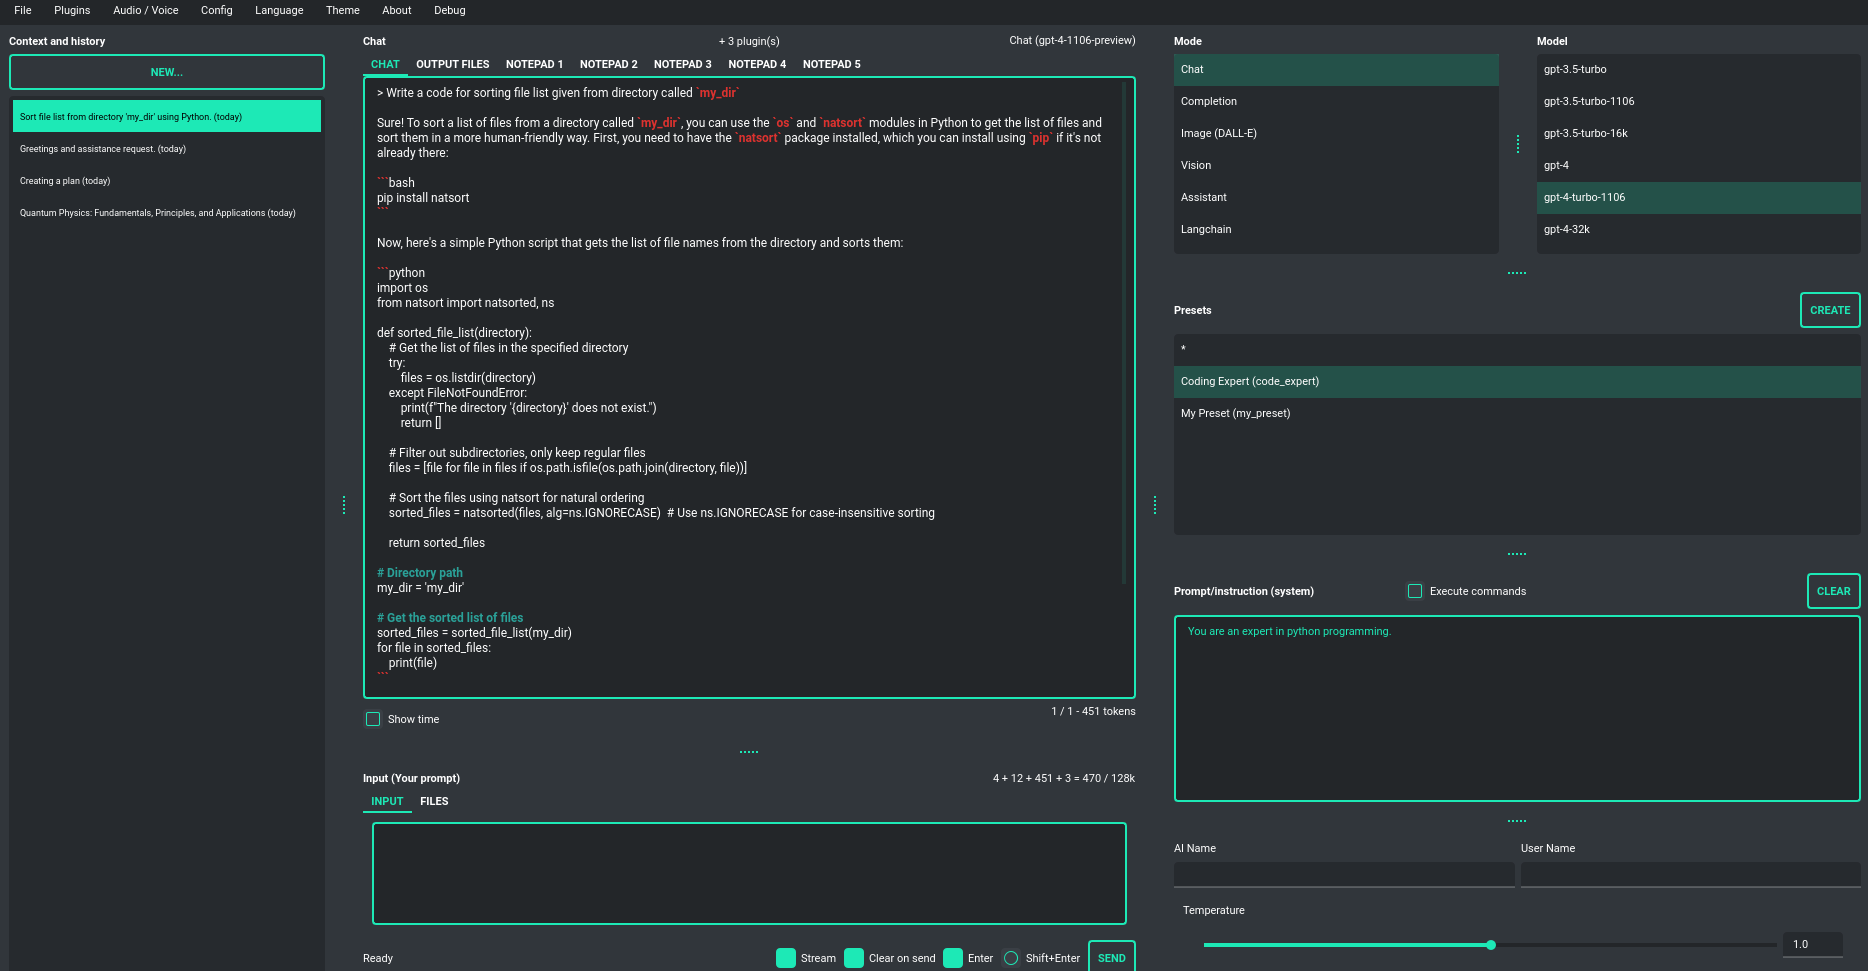 File Plugins Audio / Voice Config Language Theme About Debug
Context and history
NEW...
Sort file list from directory 'my_dir' using Python. (today)
Greetings and assistance request. (today)
Creating a plan (today)
Quantum Physics: Fundamentals, Principles, and Applications (today)
Chat + 3 plugin(s) Chat (gpt-4-1106-preview)
CHAT OUTPUT FILES NOTEPAD 1 NOTEPAD 2 NOTEPAD 3 NOTEPAD 4 NOTEPAD 5
> Write a code for sorting file list given from directory called `my_dir`
Sure! To sort a list of files from a directory called `my_dir`, you can use the `os` and `natsort` modules in Python to get the list of files and
sort them in a more human-friendly way. First, you need to have the `natsort` package installed, which you can install using `pip` if it's not
already there:
```bash
pip install natsort
```
Now, here's a simple Python script that gets the list of file names from the directory and sorts them:
```python
import os
from natsort import natsorted, ns
def sorted_file_list(directory):
    # Get the list of files in the specified directory
    try:
        files = os.listdir(directory)
    except FileNotFoundError:
        print(f"The directory '{directory}' does not exist.")
        return []
    # Filter out subdirectories, only keep regular files
    files = [file for file in files if os.path.isfile(os.path.join(directory, file))]
    # Sort the files using natsort for natural ordering
    sorted_files = natsorted(files, alg=ns.IGNORECASE)  # Use ns.IGNORECASE for case-insensitive sorting
    return sorted_files
# Directory path
my_dir = 'my_dir'
# Get the sorted list of files
sorted_files = sorted_file_list(my_dir)
for file in sorted_files:
    print(file)
```
Show time
1 / 1 - 451 tokens
Input (Your prompt) 4 + 12 + 451 + 3 = 470 / 128k
INPUT FILES
Ready Stream Clear on send Enter Shift+Enter SEND
Mode
Chat
Completion
Image (DALL-E)
Vision
Assistant
Langchain
Model
gpt-3.5-turbo
gpt-3.5-turbo-1106
gpt-3.5-turbo-16k
gpt-4
gpt-4-turbo-1106
gpt-4-32k
Presets CREATE
*
Coding Expert (code_expert)
My Preset (my_preset)
Prompt/instruction (system) Execute commands CLEAR
You are an expert in python programming.
AI Name User Name
Temperature
1.0